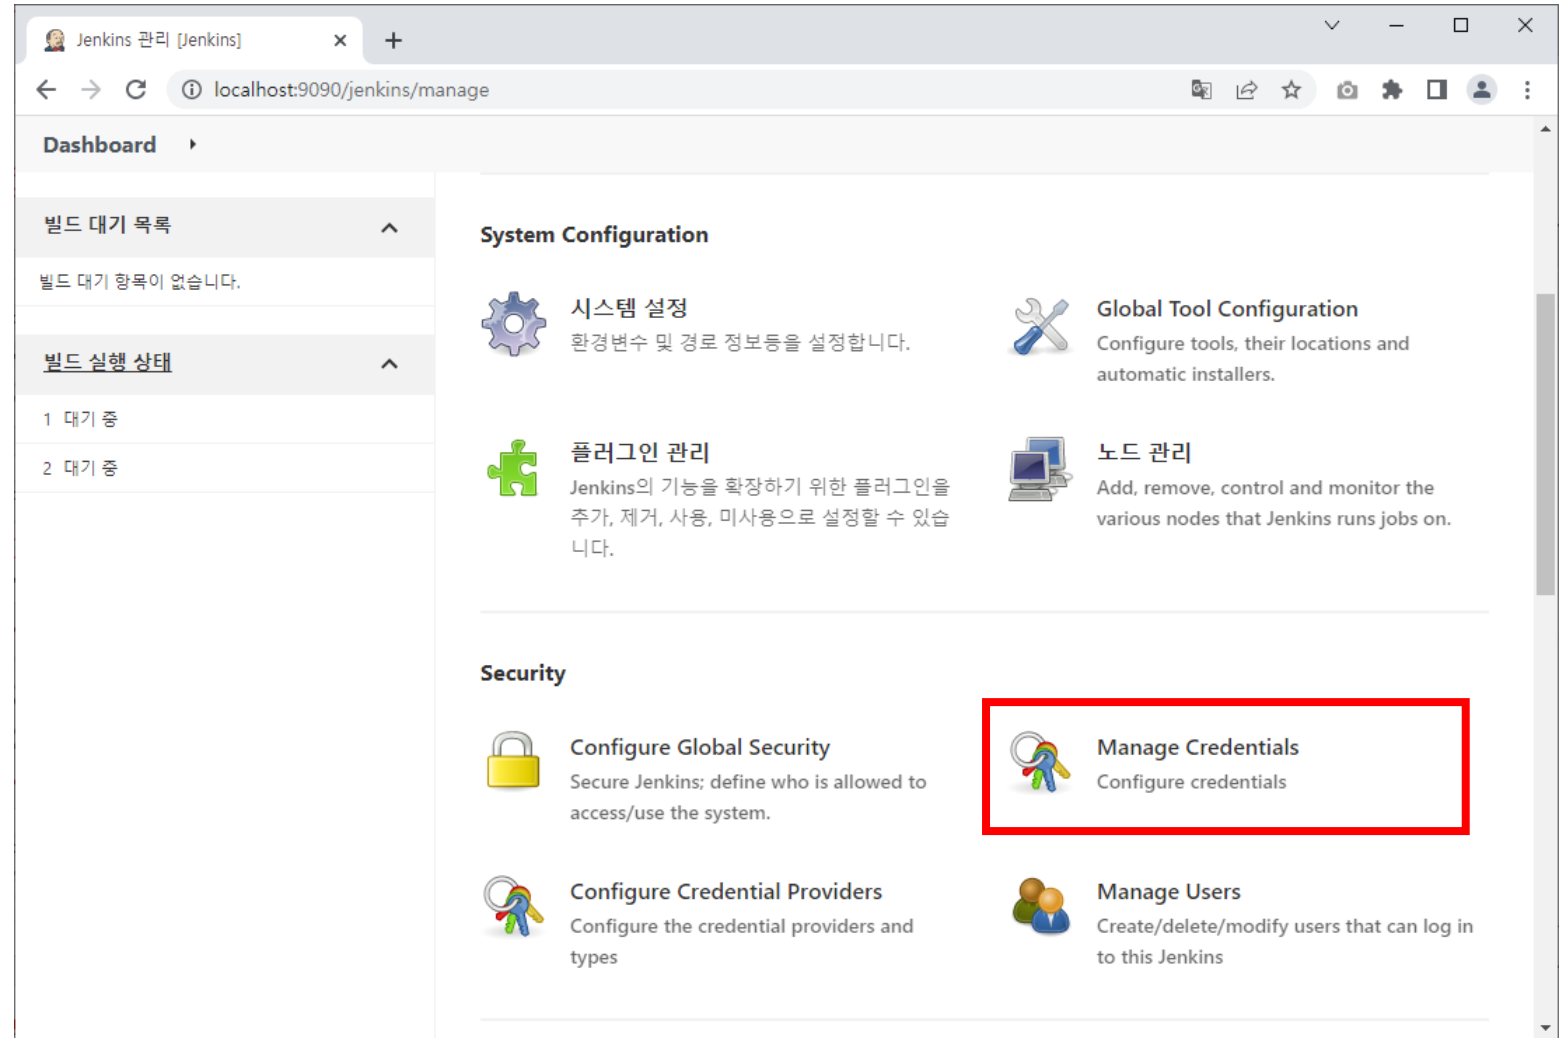 Jenkins 관리 [Jenkins]
localhost:9090/jenkins/manage
Dashboard
빌드 대기 목록
빌드 대기 항목이 없습니다.
빌드 실행 상태
1 대기 중
2 대기 중
System Configuration
시스템 설정
환경변수 및 경로 정보등을 설정합니다.
Global Tool Configuration
Configure tools, their locations and
automatic installers.
플러그인 관리
Jenkins의 기능을 확장하기 위한 플러그인을
추가, 제거, 사용, 미사용으로 설정할 수 있습
니다.
노드 관리
Add, remove, control and monitor the
various nodes that Jenkins runs jobs on.
Security
Configure Global Security
Secure Jenkins; define who is allowed to
access/use the system.
Manage Credentials
Configure credentials
Configure Credential Providers
Configure the credential providers and
types
Manage Users
Create/delete/modify users that can log in
to this Jenkins